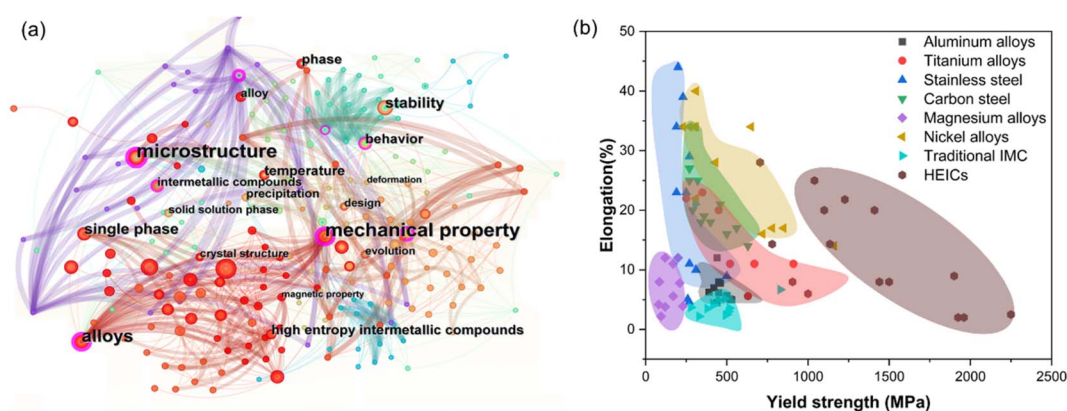 (a)
phase
alloy
stability
behavior
microstructure
temperature
deformation
intermetallic compounds
precipitation
solid solution phase
design
single phase
mechanical property
evolution
crystal structure
magnetic property
alloys
high entropy intermetallic compounds
(b)
50
40
30
20
10
0
Elongation(%)
Aluminum alloys
Titanium alloys
Stainless steel
Carbon steel
Magnesium alloys
Nickel alloys
Traditional IMC
HEICs
0 500 1000 1500 2000 2500
Yield strength (MPa)